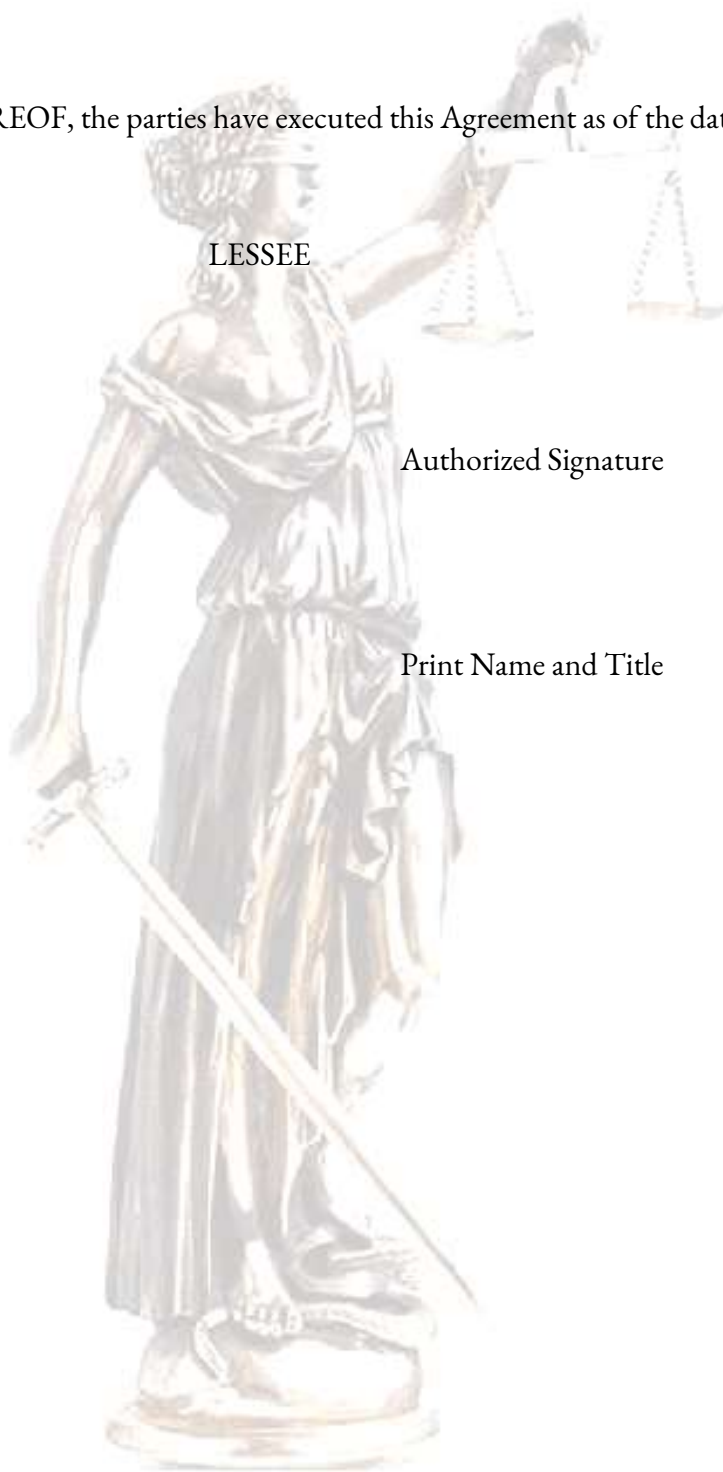 REOF, the parties have executed this Agreement as of the dat
LESSEE
Authorized Signature
Print Name and Title